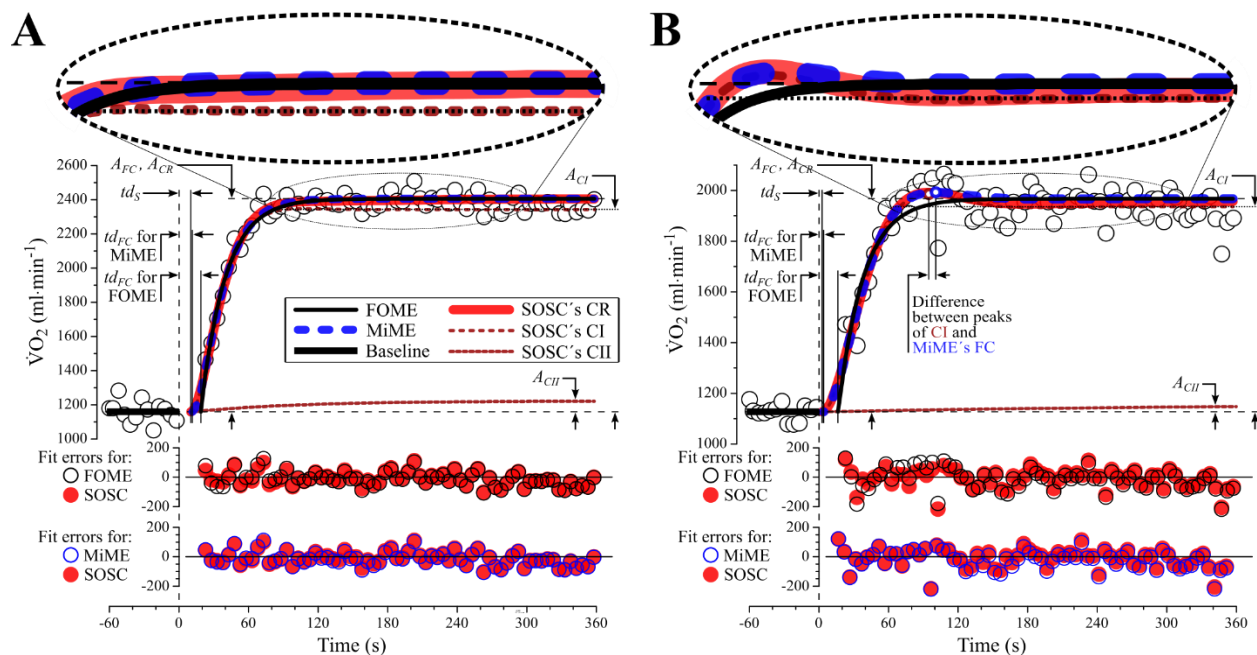 A
A_FC, A_CR
A_CI
td_S
td_FC for
MiME
td_FC for
FOME
V̇O₂ (ml·min⁻¹)
2600
2400
2200
2000
1800
1600
1400
1200
1000
FOME
MiME
Baseline
SOSC´s CR
SOSC´s CI
SOSC´s CII
A_CII
Fit errors for:
FOME
SOSC
200
0
-200
Fit errors for:
MiME
SOSC
200
0
-200
-60 0 60 120 180 240 300 360
Time (s)
B
A_FC, A_CR
A_CI
td_S
td_FC for
MiME
td_FC for
FOME
V̇O₂ (ml·min⁻¹)
2000
1800
1600
1400
1200
1000
Difference
between peaks
of CI and
MiME´s FC
A_CII
Fit errors for:
FOME
SOSC
200
0
-200
Fit errors for:
MiME
SOSC
200
0
-200
-60 0 60 120 180 240 300 360
Time (s)